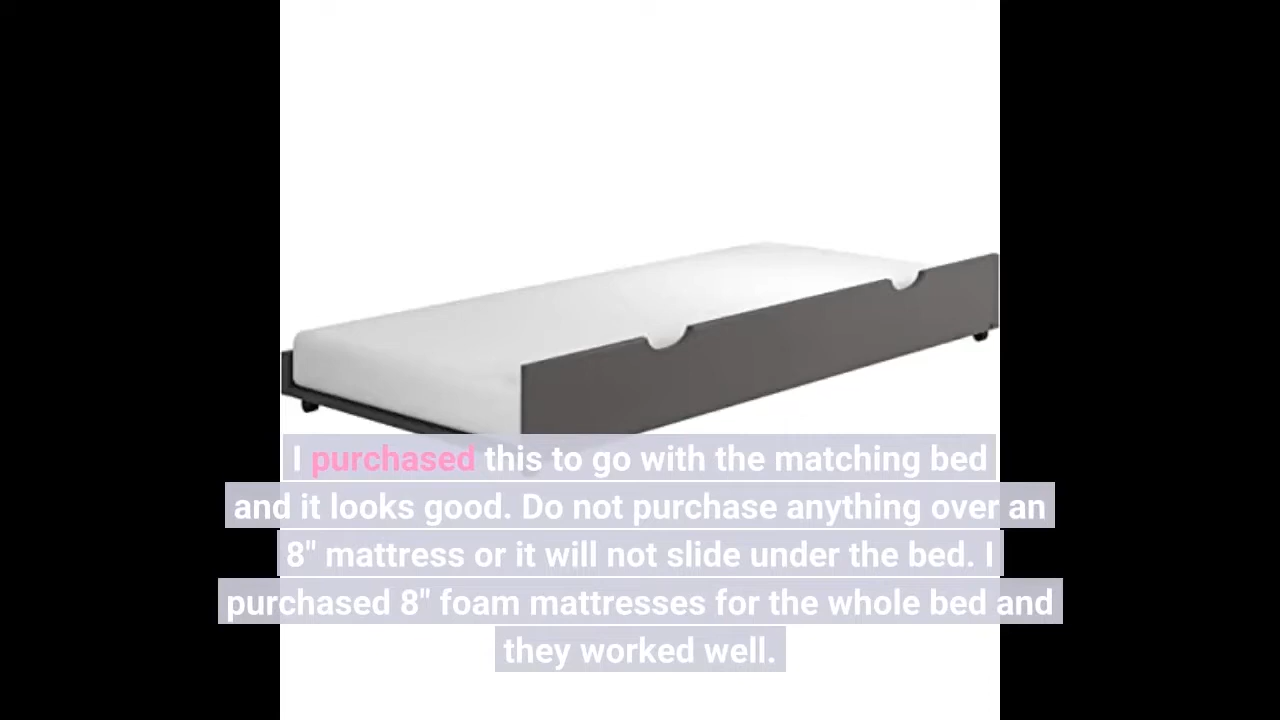 I purchased this to go with the matching bed
and it looks good. Do not purchase anything over an
8" mattress or it will not slide under the bed. I
purchased 8" foam mattresses for the whole bed and
they worked well.